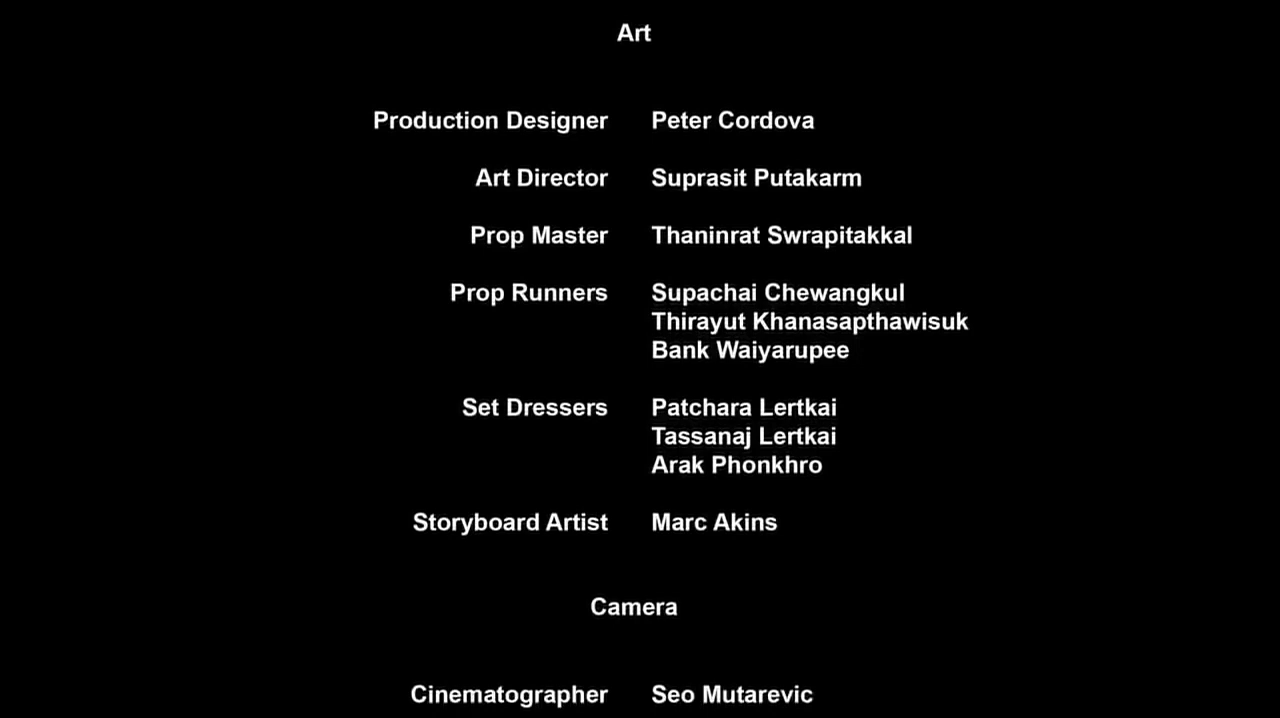 Art
Production Designer Peter Cordova
Art Director Suprasit Putakarm
Prop Master Thaninrat Swrapitakkal
Prop Runners Supachai Chewangkul
Thirayut Khanasapthawisuk
Bank Waiyarupee
Set Dressers Patchara Lertkai
Tassanaj Lertkai
Arak Phonkhro
Storyboard Artist Marc Akins
Camera
Cinematographer Seo Mutarevic